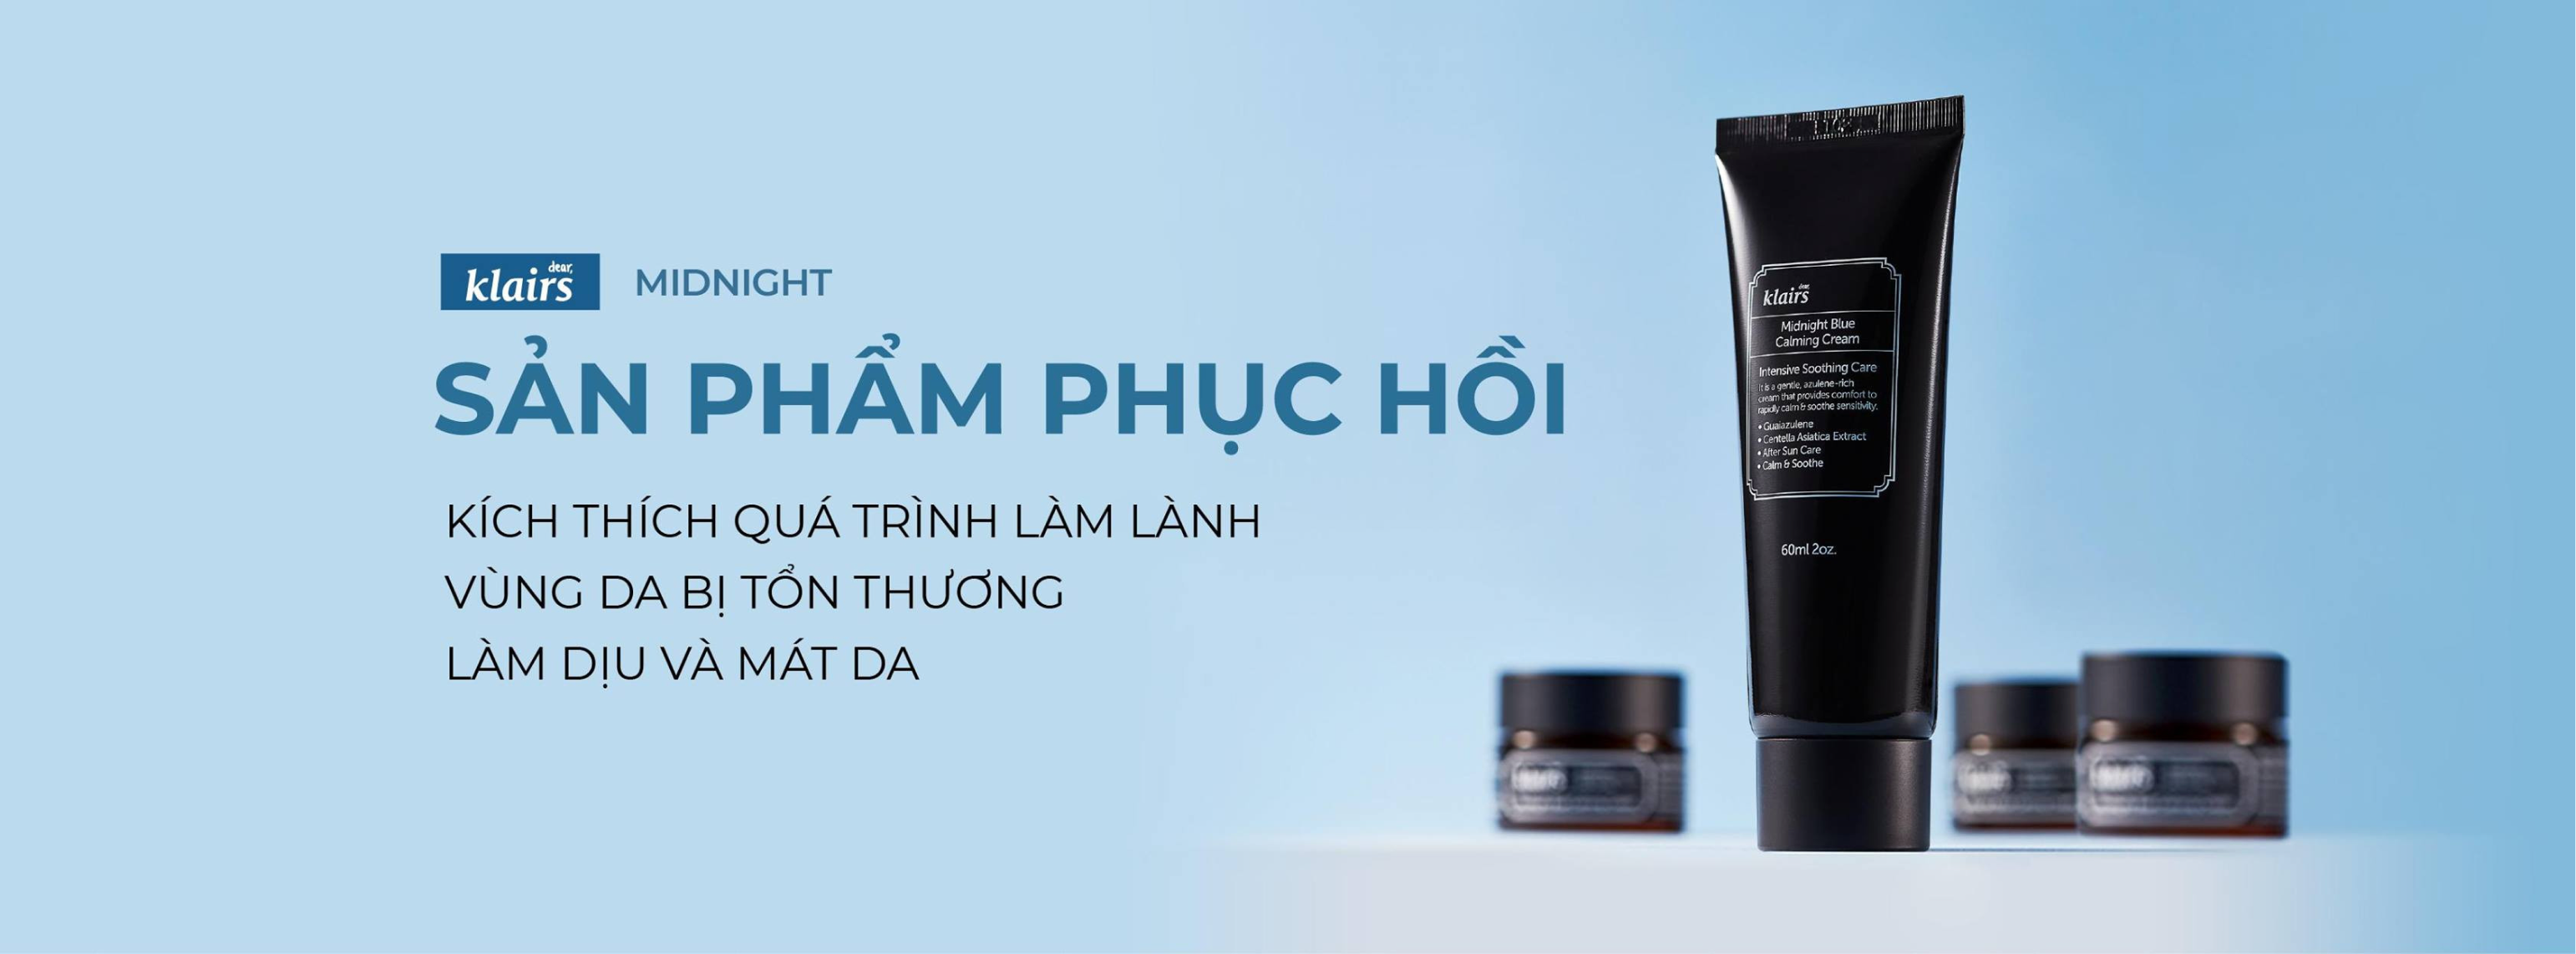 dear,
klairs
MIDNIGHT
SẢN PHẨM PHỤC HỒI
KÍCH THÍCH QUÁ TRÌNH LÀM LÀNH
VÙNG DA BỊ TỔN THƯƠNG
LÀM DỊU VÀ MÁT DA
dear,
klairs
Midnight Blue
Calming Cream
Intensive Soothing Care
It is a gentle, azulene-rich
cream that provides comfort to
rapidly calm & soothe sensitivity.
• Guaiazulene
• Centella Asiatica Extract
• After Sun Care
• Calm & Soothe
60ml 2oz.